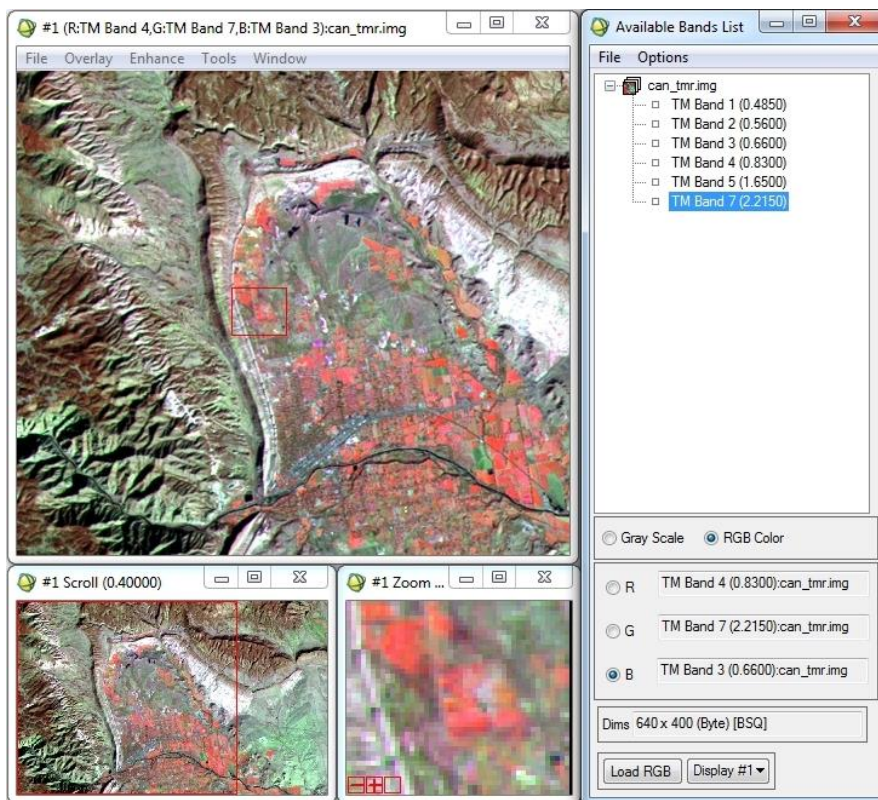 #1 (R:TM Band 4,G:TM Band 7,B:TM Band 3):can_tmr.img
File Overlay Enhance Tools Window
#1 Scroll (0.40000)
#1 Zoom ...
Available Bands List
File Options
can_tmr.img
TM Band 1 (0.4850)
TM Band 2 (0.5600)
TM Band 3 (0.6600)
TM Band 4 (0.8300)
TM Band 5 (1.6500)
TM Band 7 (2.2150)
Gray Scale RGB Color
R TM Band 4 (0.8300):can_tmr.img
G TM Band 7 (2.2150):can_tmr.img
B TM Band 3 (0.6600):can_tmr.img
Dims 640 x 400 (Byte) [BSQ]
Load RGB Display #1